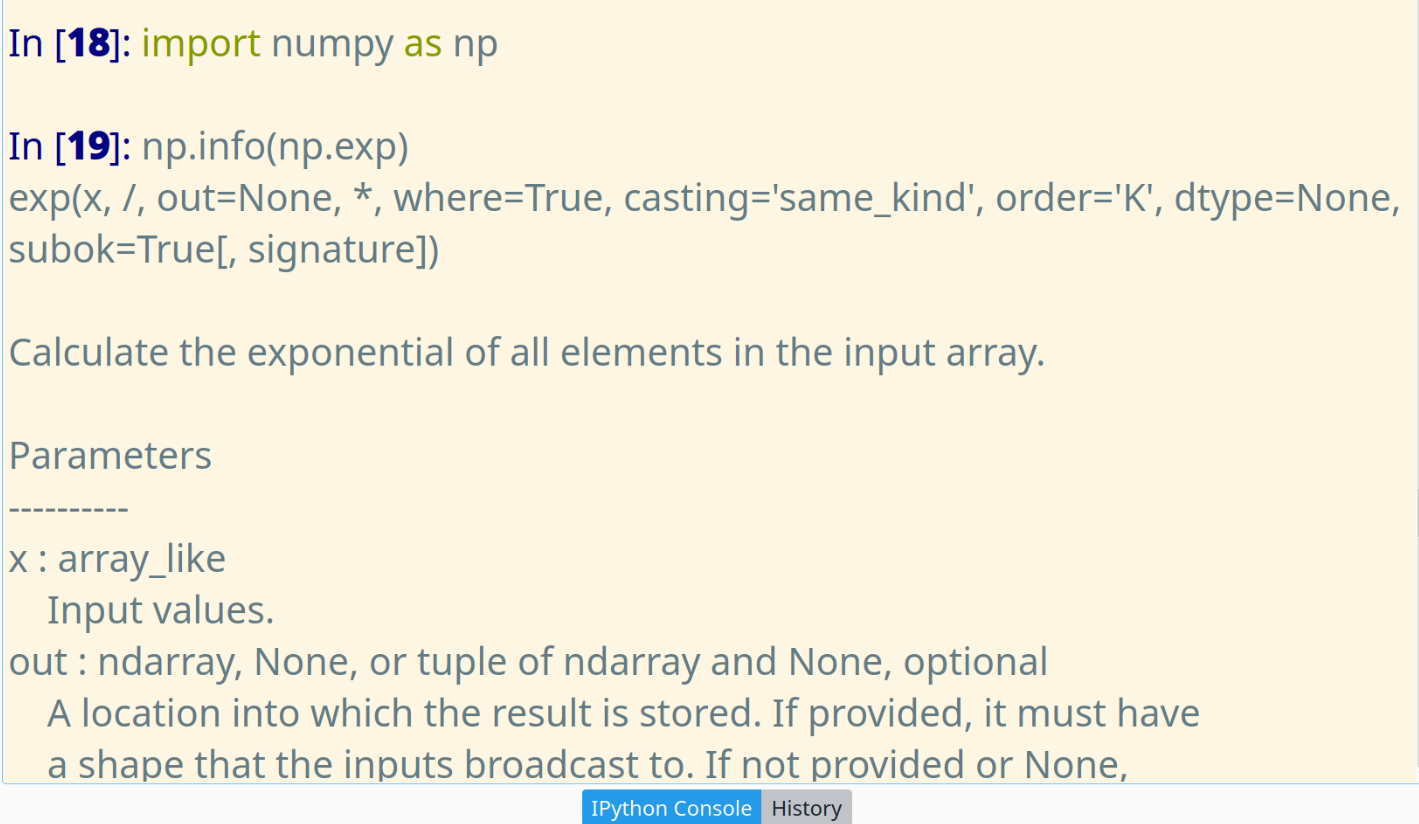 In [18]: import numpy as np
In [19]: np.info(np.exp)
exp(x, /, out=None, *, where=True, casting='same_kind', order='K', dtype=None,
subok=True[, signature])
Calculate the exponential of all elements in the input array.
Parameters
----------
x : array_like
Input values.
out : ndarray, None, or tuple of ndarray and None, optional
A location into which the result is stored. If provided, it must have
a shape that the inputs broadcast to. If not provided or None,
IPython Console History